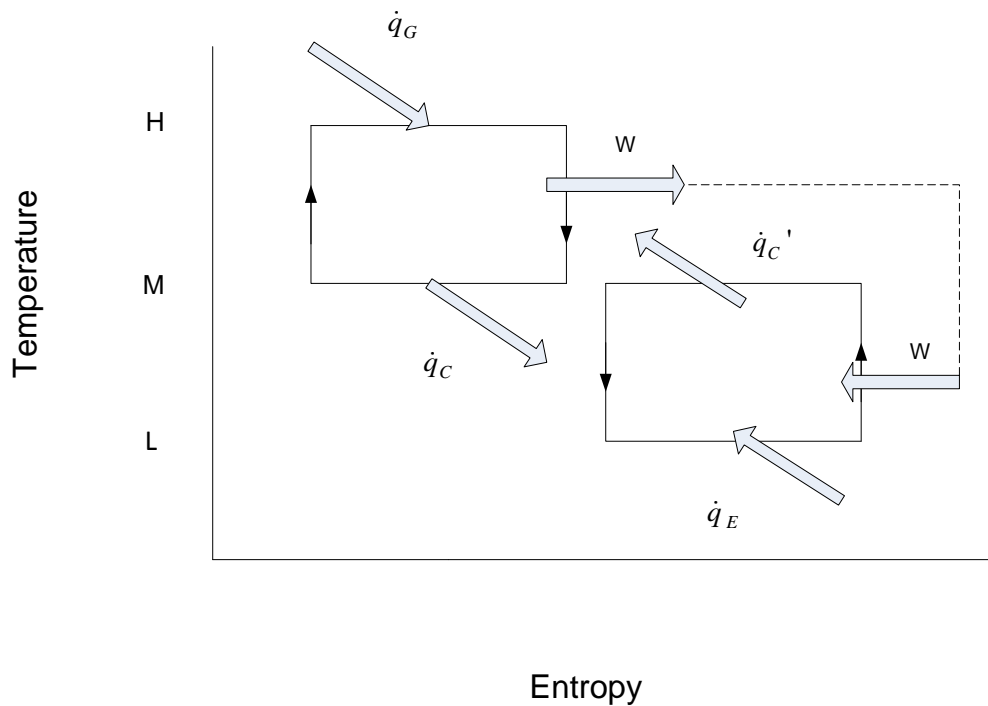 q̇_G
H
W
Temperature
q̇_C '
M
q̇_C
W
L
q̇_E
Entropy